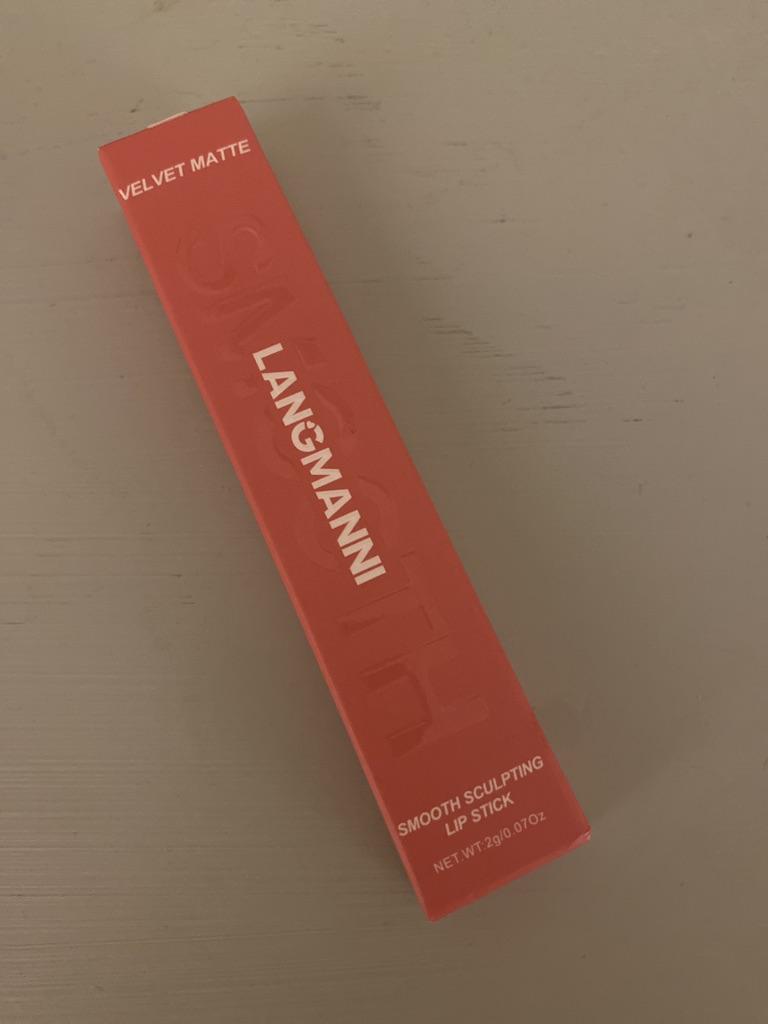 VELVET MATTE
SMOOTH
LANGMANNI
SMOOTH SCULPTING
LIP STICK
NET.WT:2g/0.07Oz